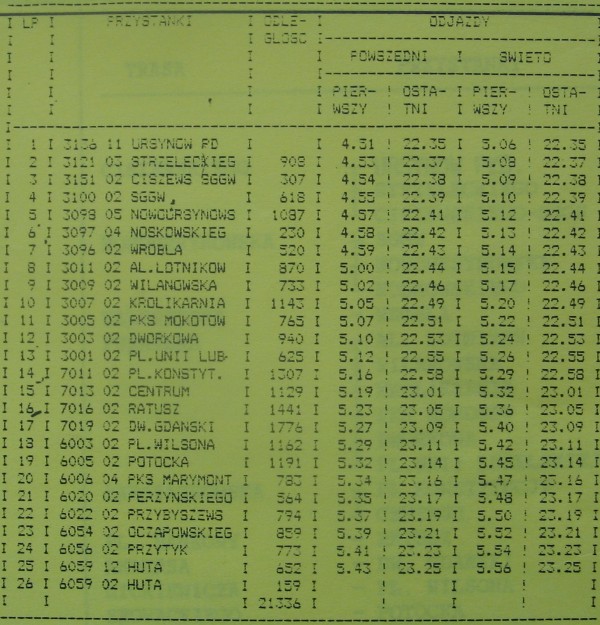 LP PRZYSTANKI ODLE- ODJAZDY
GLOSC
POWSZEDNI SWIETO
PIER- ! OSTA- PIER- ! OSTA-
WSZY ! TNI WSZY ! TNI
1 3136 11 URSYNOW PD 4.51 ! 22.35 5.06 ! 22.35
2 3121 03 STRZELECKIEG 908 4.53 ! 22.37 5.08 ! 22.37
3 3151 02 CISZEWS SGGW 307 4.54 ! 22.38 5.09 ! 22.38
4 3100 02 SGGW 618 4.55 ! 22.39 5.10 ! 22.39
5 3098 05 NOWOURSYNOWS 1087 4.57 ! 22.41 5.12 ! 22.41
6 3097 04 NOSKOWSKIEG 230 4.58 ! 22.42 5.13 ! 22.42
7 3096 02 WROBLA 520 4.59 ! 22.43 5.14 ! 22.43
8 3011 02 AL.LOTNIKOW 870 5.00 ! 22.44 5.15 ! 22.44
9 3009 02 WILANOWSKA 733 5.02 ! 22.46 5.17 ! 22.46
10 3007 02 KROLIKARNIA 1143 5.05 ! 22.49 5.20 ! 22.49
11 3005 02 PKS MOKOTOW 765 5.07 ! 22.51 5.22 ! 22.51
12 3003 02 DWORKOWA 940 5.10 ! 22.53 5.24 ! 22.53
13 3001 02 PL.UNII LUB- 625 5.12 ! 22.55 5.26 ! 22.55
14 7011 02 PL.KONSTYT. 1307 5.16 ! 22.58 5.29 ! 22.58
15 7013 02 CENTRUM 1129 5.19 ! 23.01 5.32 ! 23.01
16 7016 02 RATUSZ 1441 5.23 ! 23.05 5.36 ! 23.05
17 7019 02 DW.GDANSKI 1776 5.27 ! 23.09 5.40 ! 23.09
18 6003 02 PL.WILSONA 1162 5.29 ! 23.11 5.42 ! 23.11
19 6005 02 POTOCKA 1191 5.32 ! 23.14 5.45 ! 23.14
20 6006 04 PKS MARYMONT 783 5.34 ! 23.16 5.47 ! 23.16
21 6020 02 FERZYNSKIEGO 564 5.35 ! 23.17 5.48 ! 23.17
22 6022 02 PRZYBYSZEWS 794 5.37 ! 23.19 5.50 ! 23.19
23 6054 02 OCZAPOWSKIEG 859 5.39 ! 23.21 5.52 ! 23.21
24 6056 02 PRZYTYK 773 5.41 ! 23.23 5.54 ! 23.23
25 6059 12 HUTA 652 5.43 ! 23.25 5.56 ! 23.25
26 6059 02 HUTA 159
21336